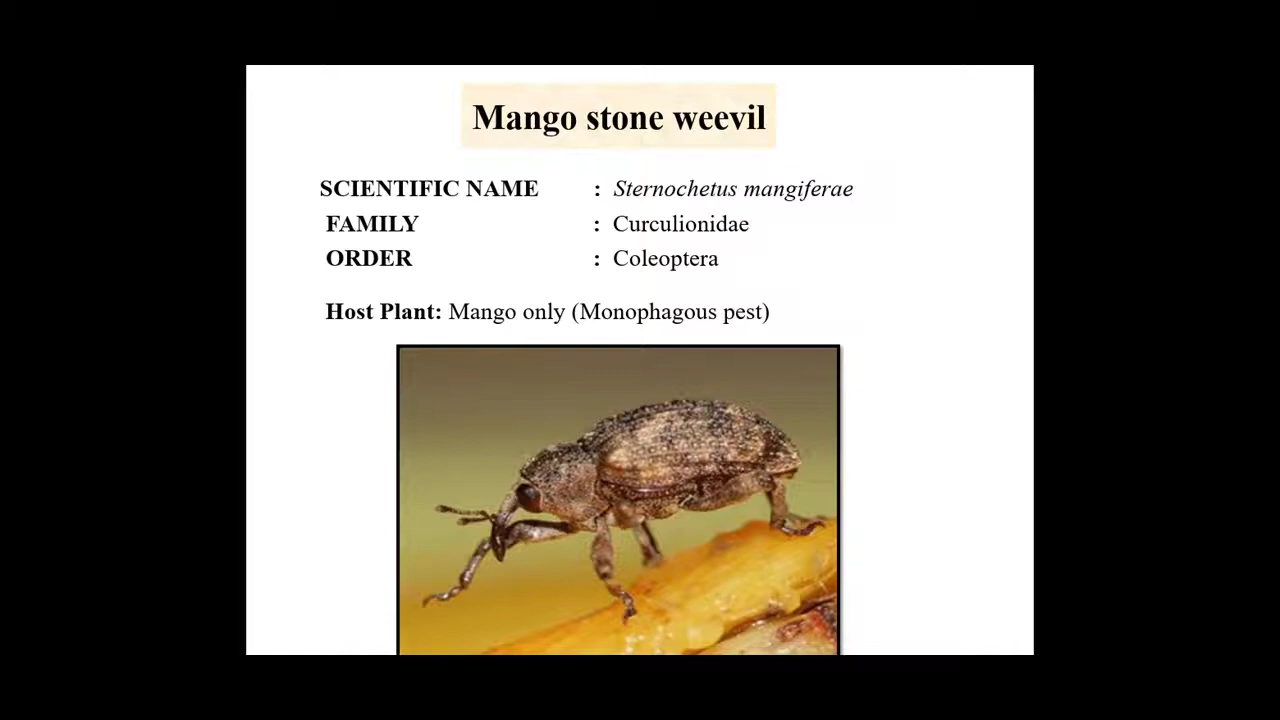 Mango stone weevil
SCIENTIFIC NAME : Sternochetus mangiferae
FAMILY : Curculionidae
ORDER : Coleoptera
Host Plant: Mango only (Monophagous pest)